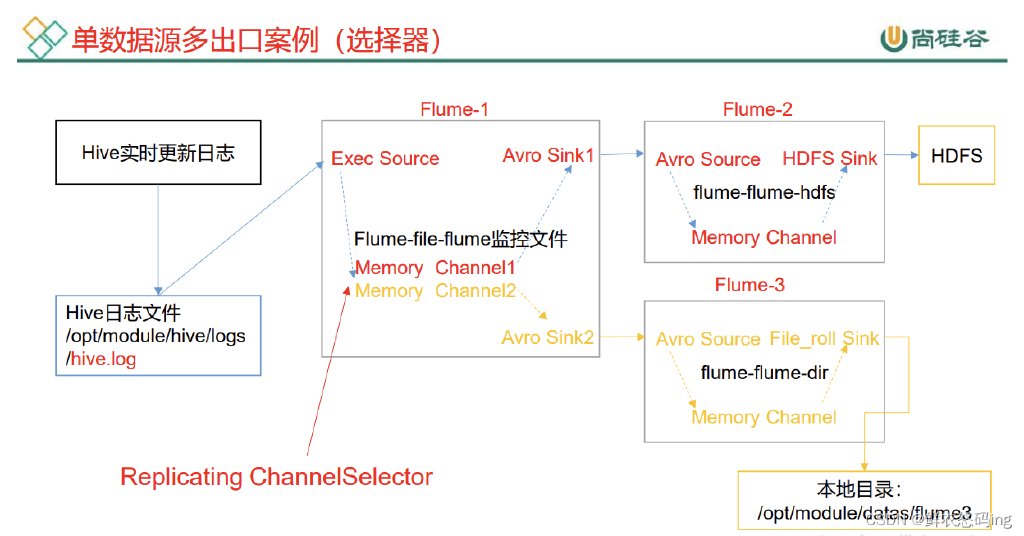 单数据源多出口案例（选择器）
尚硅谷
Flume-1
Flume-2
Hive实时更新日志
Exec Source
Avro Sink1
Avro Source
HDFS Sink
HDFS
flume-flume-hdfs
Flume-file-flume监控文件
Memory Channel
Memory Channel1
Memory Channel2
Flume-3
Hive日志文件
/opt/module/hive/logs
/hive.log
Avro Sink2
Avro Source
File_roll Sink
flume-flume-dir
Memory Channel
Replicating ChannelSelector
本地目录：
/opt/module/datas/flume3